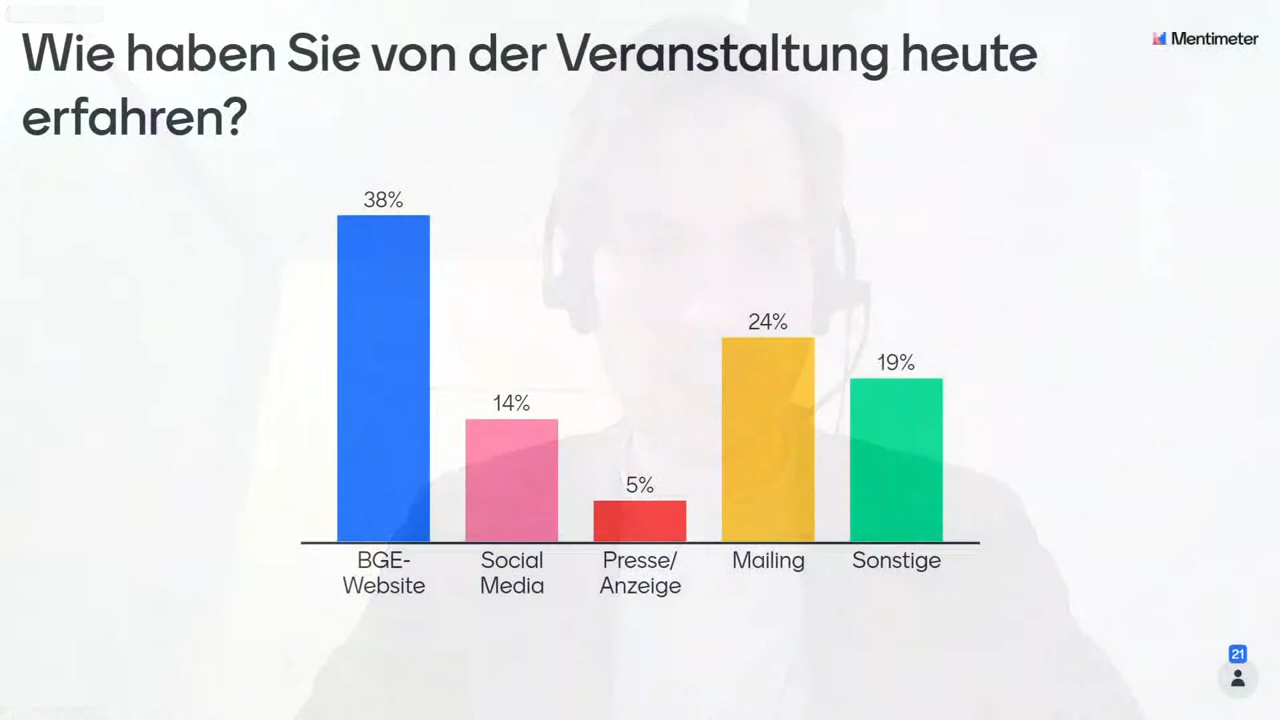 Wie haben Sie von der Veranstaltung heute
erfahren?
Mentimeter
38%
14%
5%
24%
19%
BGE-
Website
Social
Media
Presse/
Anzeige
Mailing
Sonstige
21